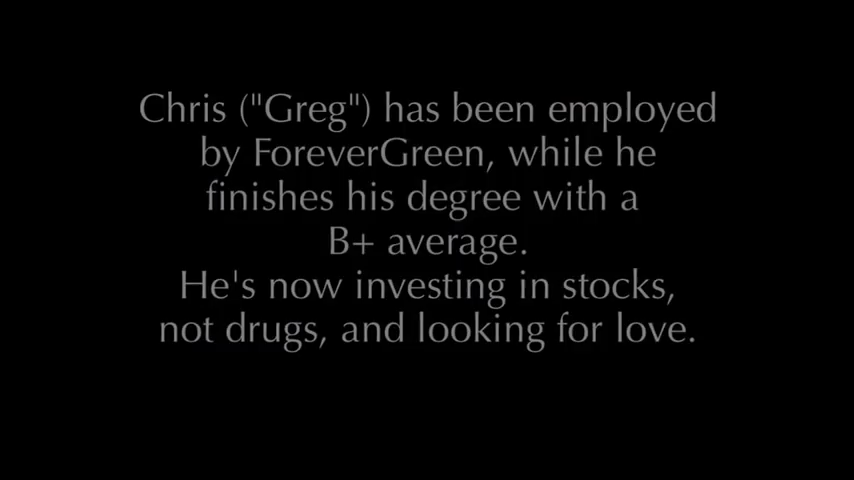 Chris ("Greg") has been employed
by ForeverGreen, while he
finishes his degree with a
B+ average.
He's now investing in stocks,
not drugs, and looking for love.